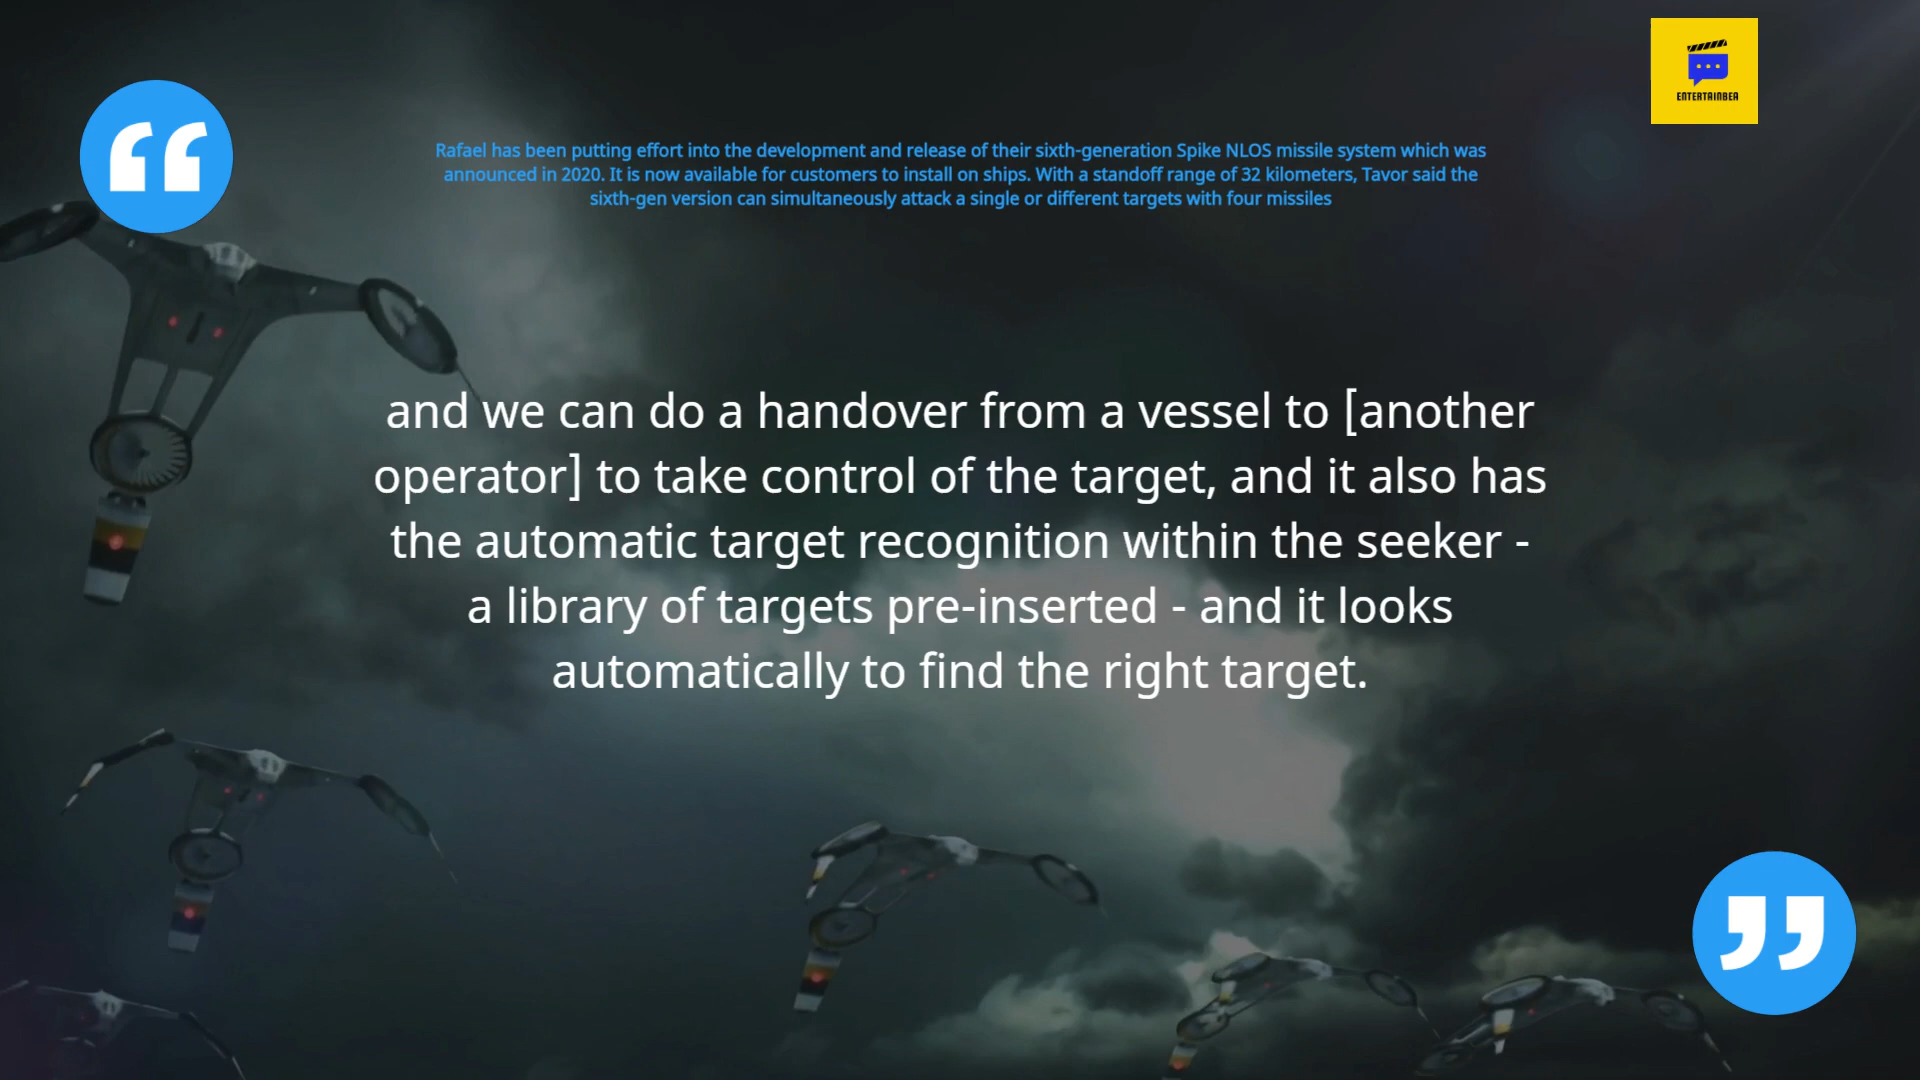 ENTERTAINBEA
Rafael has been putting effort into the development and release of their sixth-generation Spike NLOS missile system which was
announced in 2020. It is now available for customers to install on ships. With a standoff range of 32 kilometers, Tavor said the
sixth-gen version can simultaneously attack a single or different targets with four missiles
and we can do a handover from a vessel to [another
operator] to take control of the target, and it also has
the automatic target recognition within the seeker -
a library of targets pre-inserted - and it looks
automatically to find the right target.